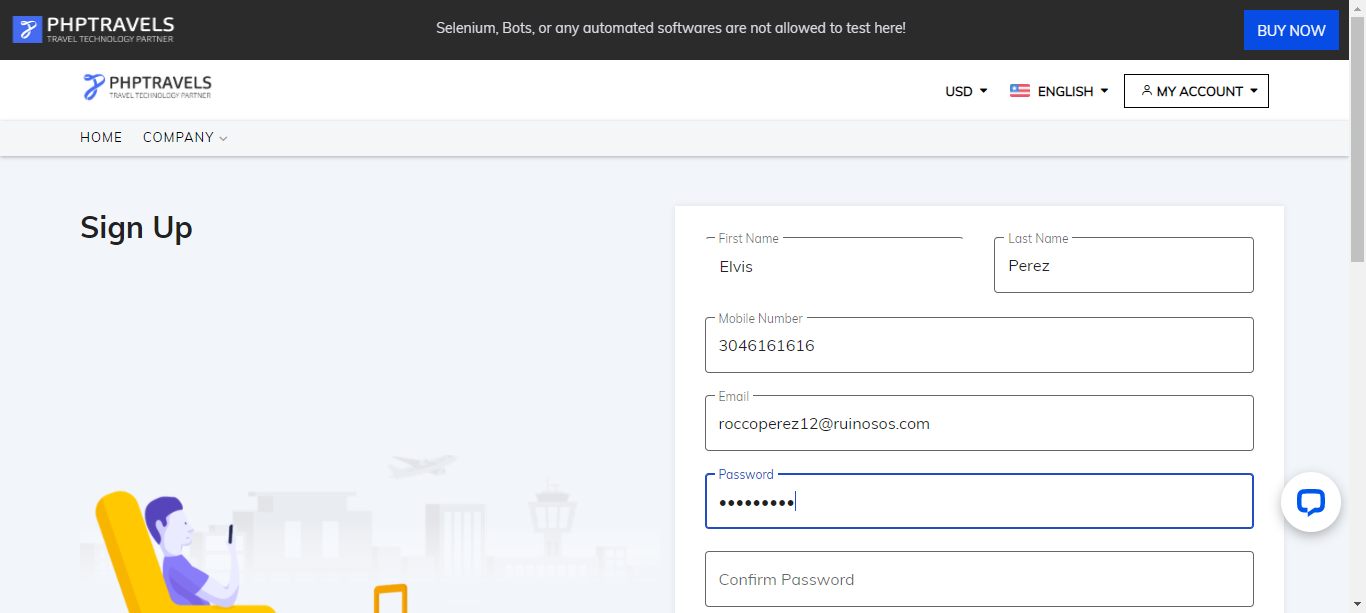 PHPTRAVELS
TRAVEL TECHNOLOGY PARTNER
Selenium, Bots, or any automated softwares are not allowed to test here!
BUY NOW
PHPTRAVELS
TRAVEL TECHNOLOGY PARTNER
USD
ENGLISH
MY ACCOUNT
HOME
COMPANY
Sign Up
First Name
Elvis
Last Name
Perez
Mobile Number
3046161616
Email
roccoperez12@ruinosos.com
Password
•••••••••
Confirm Password